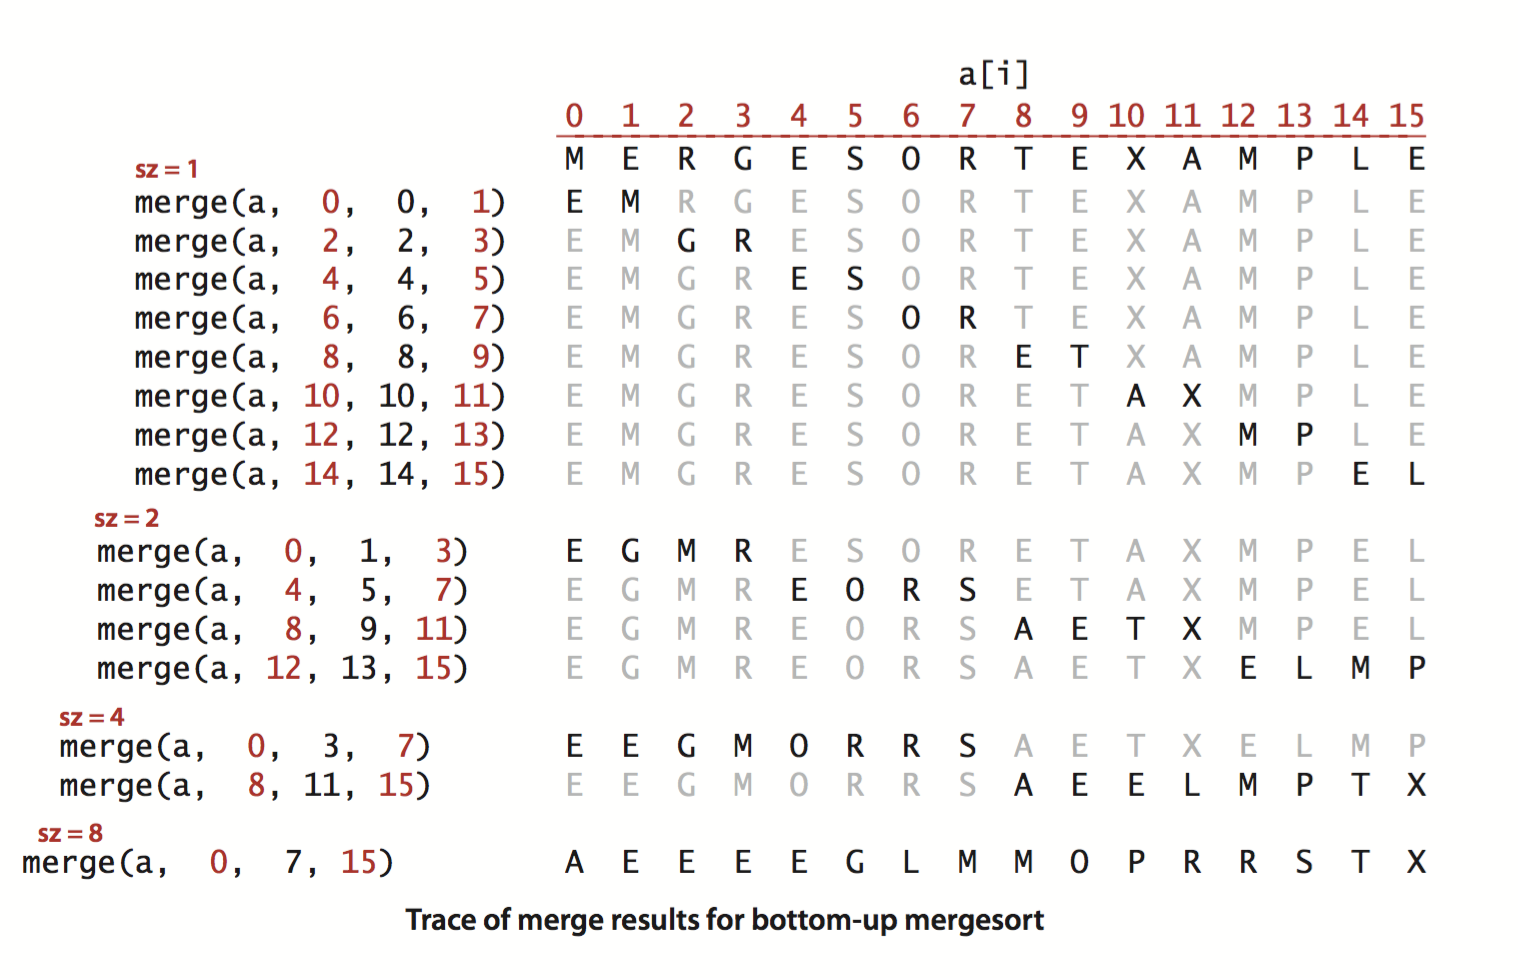 a[i]
0 1 2 3 4 5 6 7 8 9 10 11 12 13 14 15
M E R G E S O R T E X A M P L E
sz = 1
merge(a, 0, 0, 1) E M R G E S O R T E X A M P L E
merge(a, 2, 2, 3) E M G R E S O R T E X A M P L E
merge(a, 4, 4, 5) E M G R E S O R T E X A M P L E
merge(a, 6, 6, 7) E M G R E S O R T E X A M P L E
merge(a, 8, 8, 9) E M G R E S O R E T X A M P L E
merge(a, 10, 10, 11) E M G R E S O R E T A X M P L E
merge(a, 12, 12, 13) E M G R E S O R E T A X M P L E
merge(a, 14, 14, 15) E M G R E S O R E T A X M P E L
sz = 2
merge(a, 0, 1, 3) E G M R E S O R E T A X M P E L
merge(a, 4, 5, 7) E G M R E O R S E T A X M P E L
merge(a, 8, 9, 11) E G M R E O R S A E T X M P E L
merge(a, 12, 13, 15) E G M R E O R S A E T X E L M P
sz = 4
merge(a, 0, 3, 7) E E G M O R R S A E T X E L M P
merge(a, 8, 11, 15) E E G M O R R S A E E L M P T X
sz = 8
merge(a, 0, 7, 15) A E E E E G L M M O P R R S T X
Trace of merge results for bottom-up mergesort